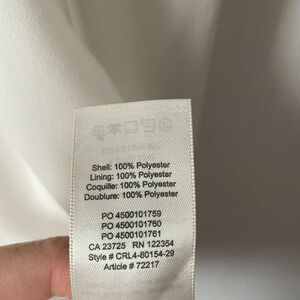 Shell: 100% Polyester
Lining: 100% Polyester
Coquille: 100% Polyester
Doublure: 100% Polyester
PO 4500101759
PO 4500101760
PO 4500101761
CA 23725 RN 122354
Style # CRL4-80154-29
Article # 72217